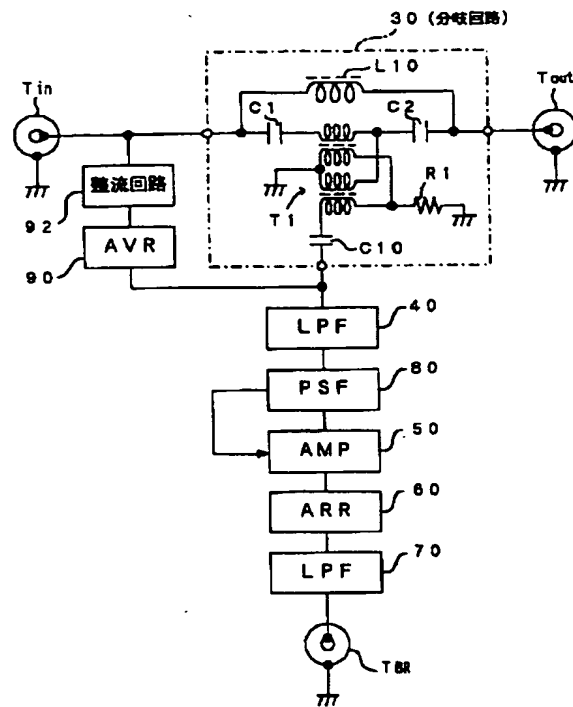 30 (分岐回路)
L10
Tin
Tout
C1
C2
R1
整流回路
T1
92
AVR
C10
90
LPF
40
PSF
80
AMP
50
ARR
60
LPF
70
TBR